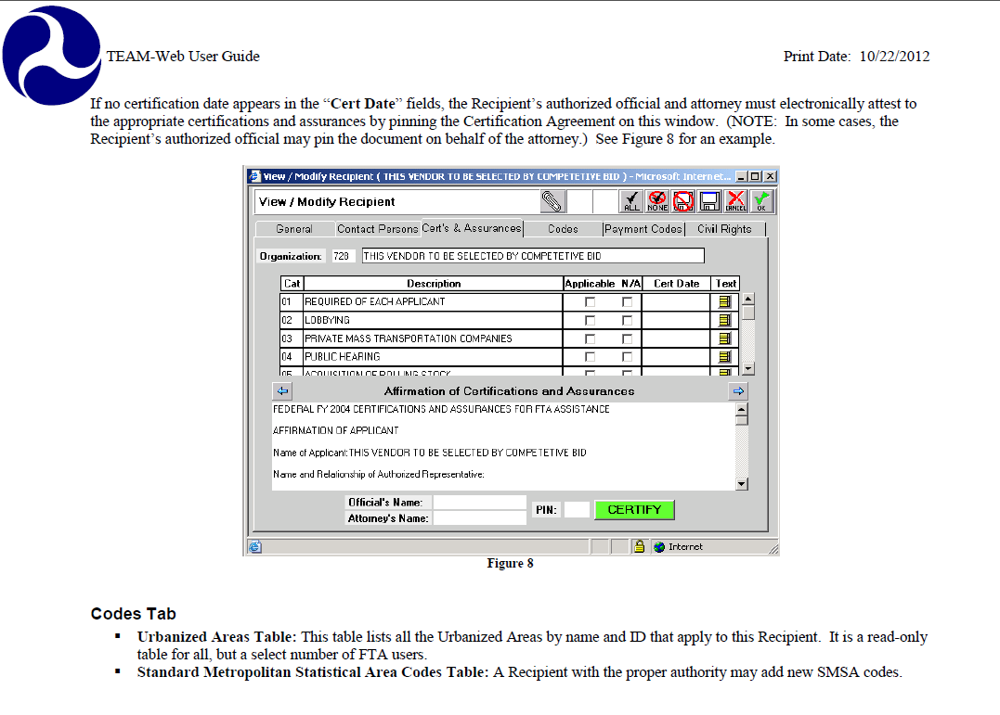 TEAM-Web User Guide Print Date: 10/22/2012
If no certification date appears in the “Cert Date” fields, the Recipient’s authorized official and attorney must electronically attest to
the appropriate certifications and assurances by pinning the Certification Agreement on this window. (NOTE: In some cases, the
Recipient’s authorized official may pin the document on behalf of the attorney.) See Figure 8 for an example.
View / Modify Recipient ( THIS VENDOR TO BE SELECTED BY COMPETETIVE BID ) - Microsoft Internet...
View / Modify Recipient
ALL NONE CANCEL OK
General Contact Persons Cert's & Assurances Codes Payment Codes Civil Rights
Organization: 728 THIS VENDOR TO BE SELECTED BY COMPETETIVE BID
Cat Description Applicable N/A Cert Date Text
01 REQUIRED OF EACH APPLICANT
02 LOBBYING
03 PRIVATE MASS TRANSPORTATION COMPANIES
04 PUBLIC HEARING
05 ACQUISITION OF ROLLING STOCK
Affirmation of Certifications and Assurances
FEDERAL FY 2004 CERTIFICATIONS AND ASSURANCES FOR FTA ASSISTANCE
AFFIRMATION OF APPLICANT
Name of Applicant:THIS VENDOR TO BE SELECTED BY COMPETETIVE BID
Name and Relationship of Authorized Representative:
Official's Name:
Attorney's Name:
PIN: CERTIFY
Internet
Figure 8
Codes Tab
▪ Urbanized Areas Table: This table lists all the Urbanized Areas by name and ID that apply to this Recipient. It is a read-only
table for all, but a select number of FTA users.
▪ Standard Metropolitan Statistical Area Codes Table: A Recipient with the proper authority may add new SMSA codes.